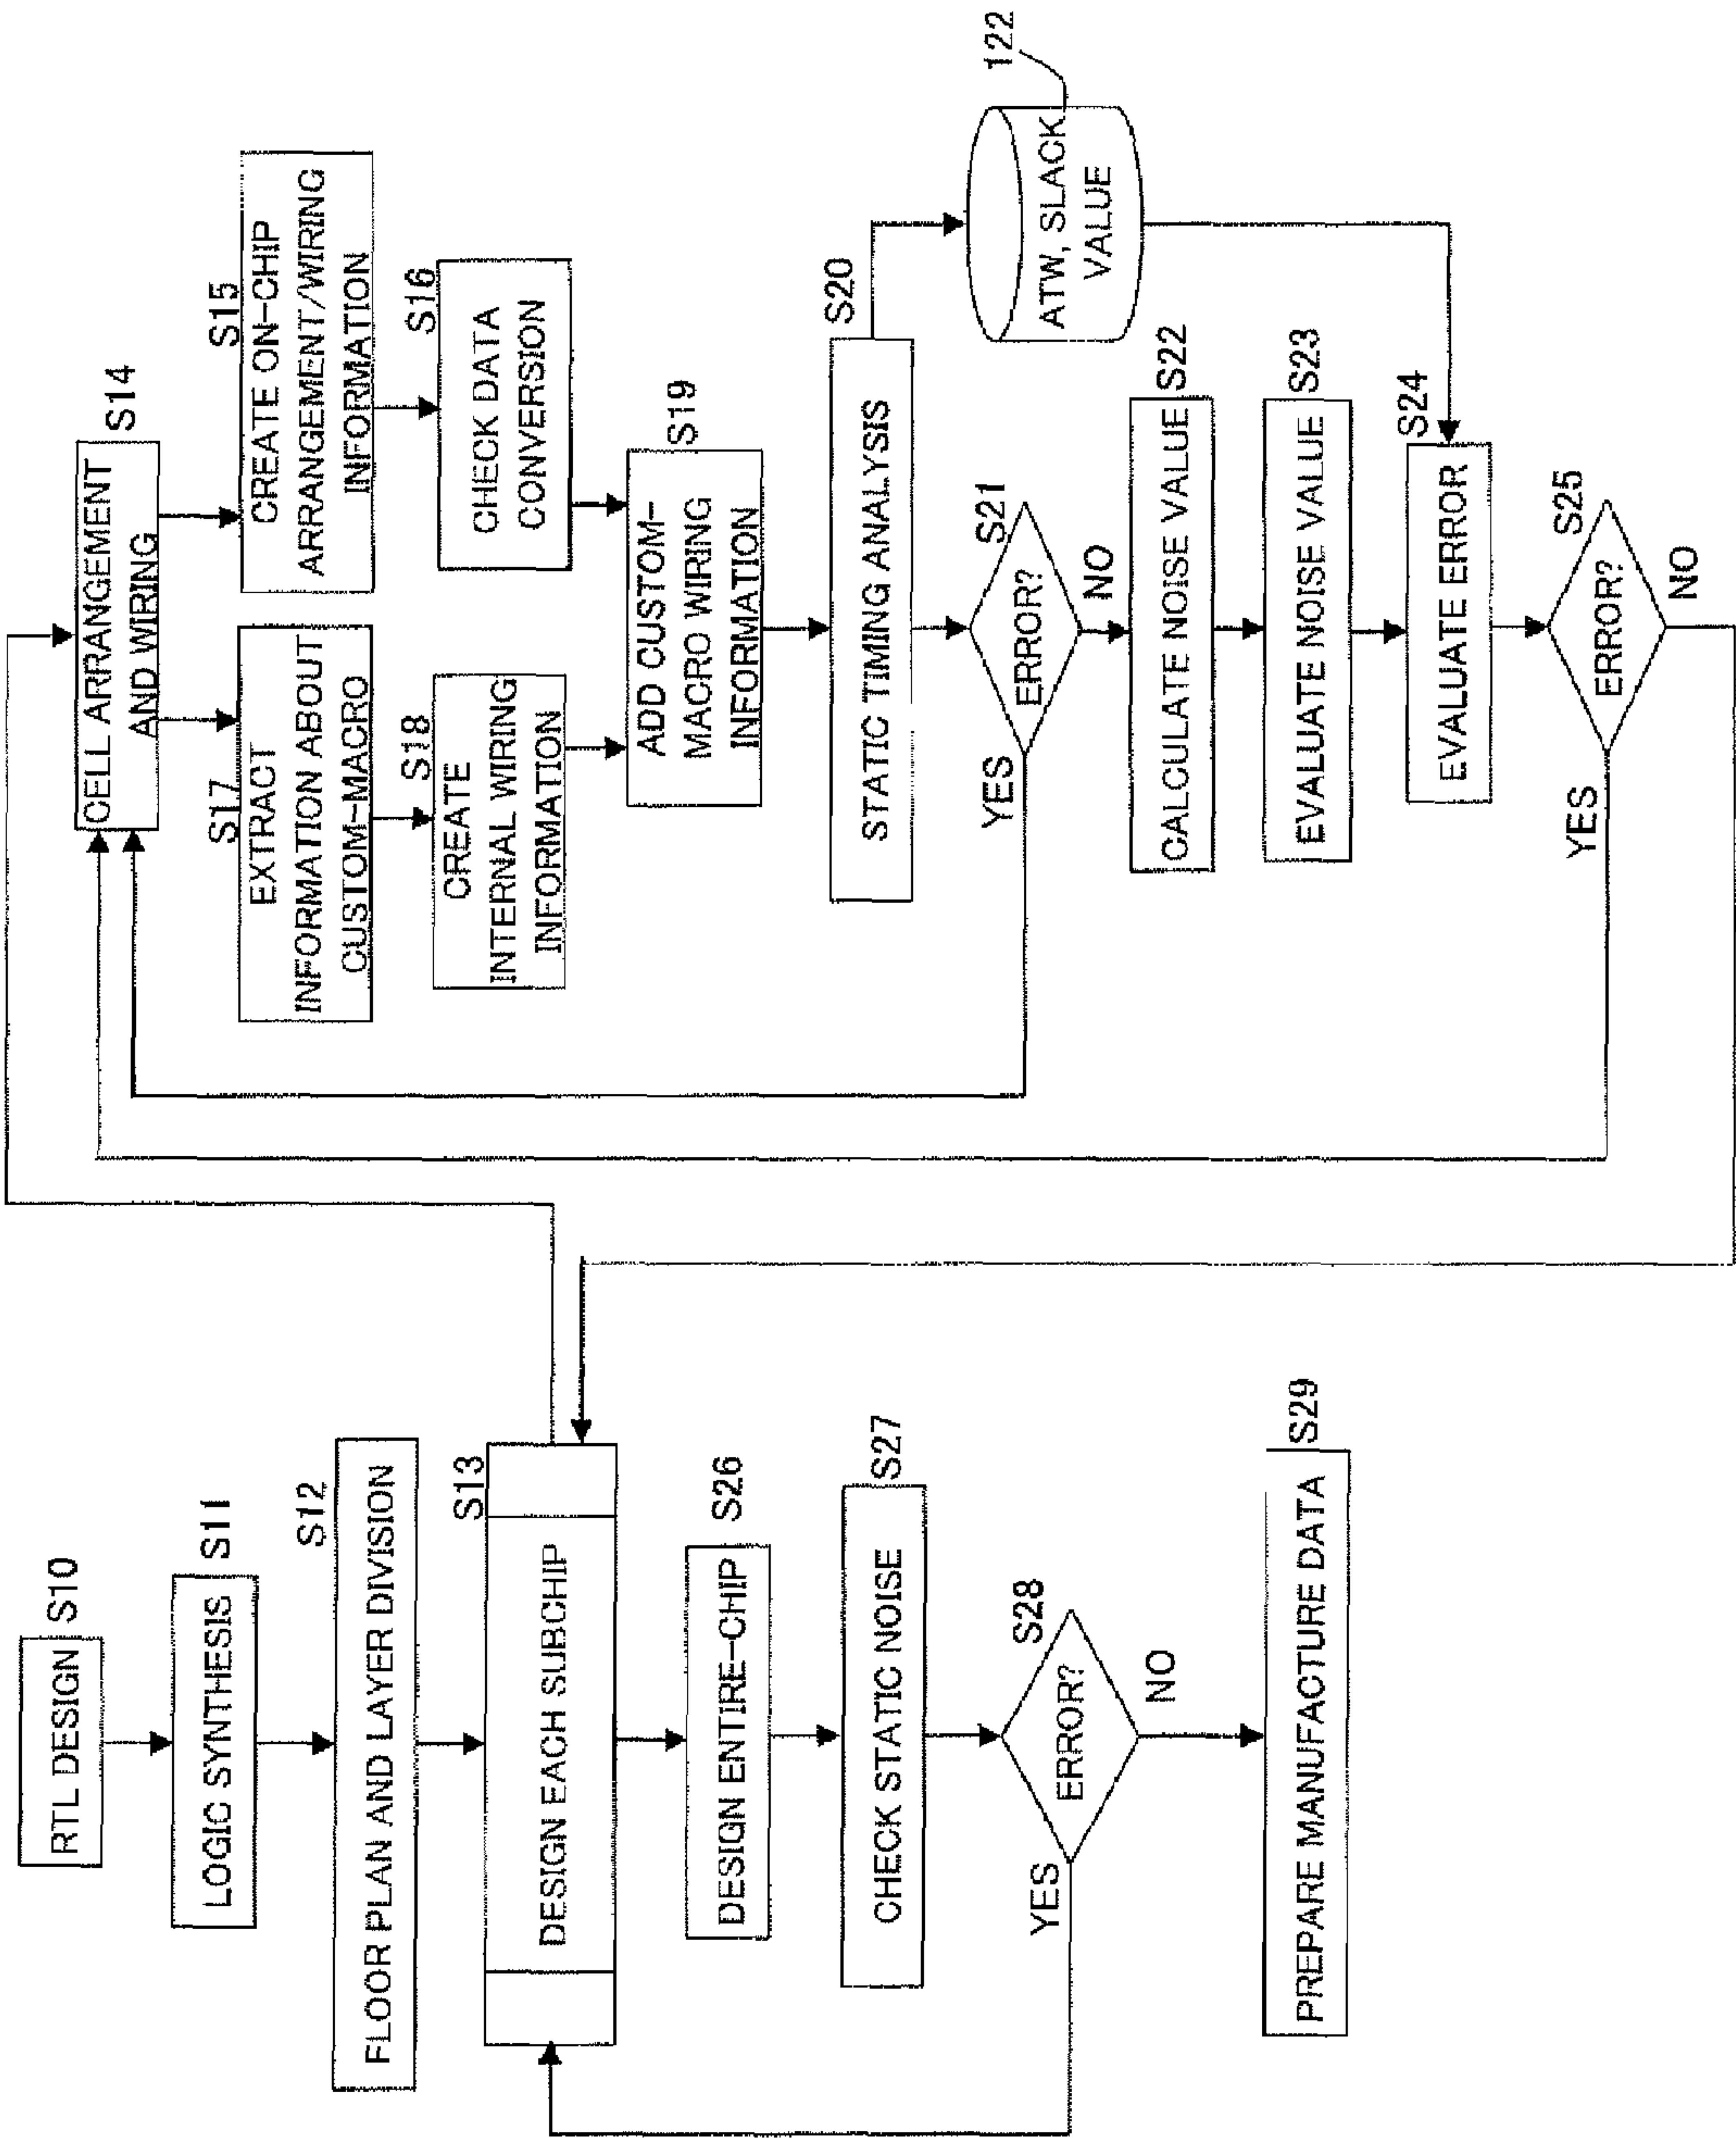 RTL DESIGN
S10
LOGIC SYNTHESIS
S11
S12
FLOOR PLAN AND LAYER DIVISION
S13
DESIGN EACH SUBCHIP
DESIGN ENTIRE-CHIP
S26
S27
CHECK STATIC NOISE
S28
ERROR?
YES
NO
PREPARE MANUFACTURE DATA
S29
CELL ARRANGEMENT
AND WIRING
S14
S17
EXTRACT
INFORMATION ABOUT
CUSTOM-MACRO
S15
CREATE ON-CHIP
ARRANGEMENT/WIRING
INFORMATION
S18
CREATE
INTERNAL WIRING
INFORMATION
S16
CHECK DATA
CONVERSION
S19
ADD CUSTOM-
MACRO WIRING
INFORMATION
S20
STATIC TIMING ANALYSIS
122
ATW, SLACK
VALUE
S21
ERROR?
YES
NO
CALCULATE NOISE VALUE
S22
EVALUATE NOISE VALUE
S23
S24
EVALUATE ERROR
S25
ERROR?
YES
NO